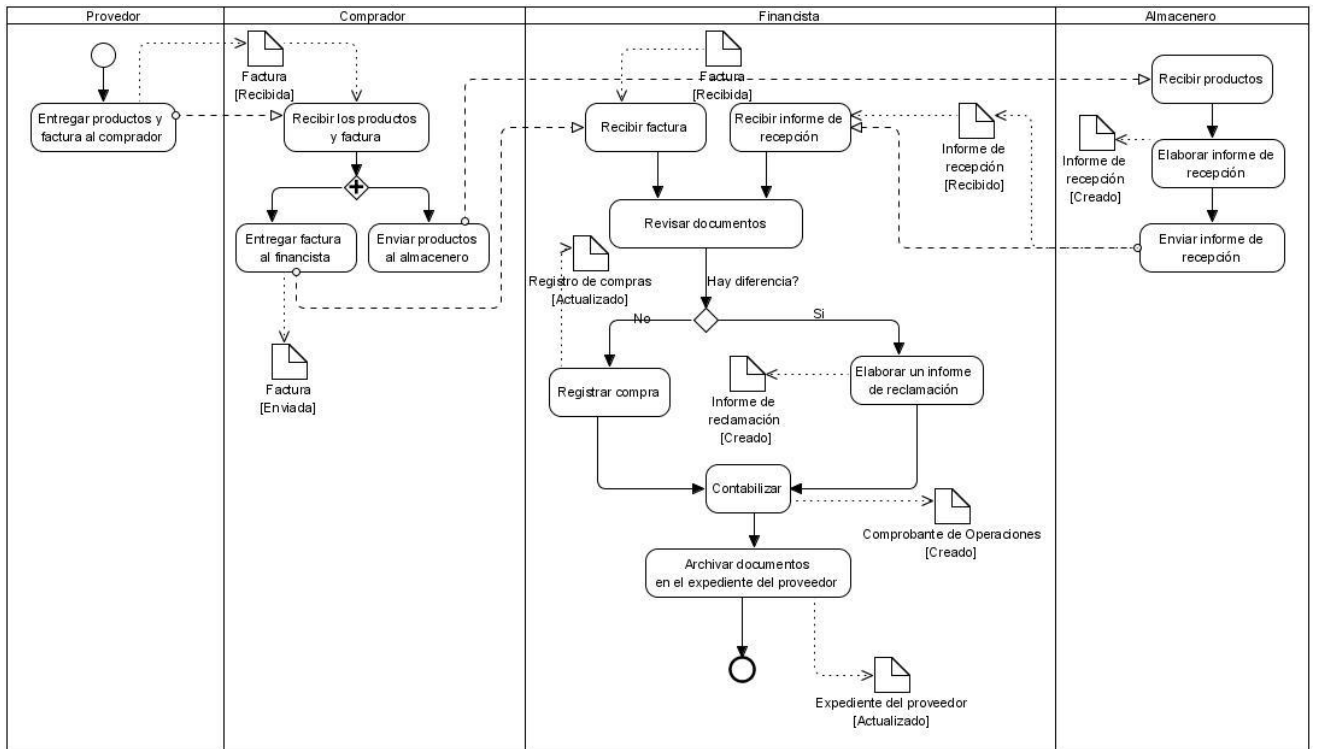 Provedor
Comprador
Financista
Almacenero
Entregar productos y
factura al comprador
Factura
[Recibida]
Recibir los productos
y factura
Entregar factura
al financista
Enviar productos
al almacenero
Factura
[Enviada]
Factura
[Recibida]
Recibir factura
Recibir informe de
recepción
Informe de
recepción
[Recibido]
Revisar documentos
Registro de compras
[Actualizado]
Hay diferencia?
No
Si
Registrar compra
Informe de
reclamación
[Creado]
Elaborar un informe
de reclamación
Contabilizar
Comprobante de Operaciones
[Creado]
Archivar documentos
en el expediente del proveedor
Expediente del proveedor
[Actualizado]
Recibir productos
Informe de
recepción
[Creado]
Elaborar informe de
recepción
Enviar informe de
recepción